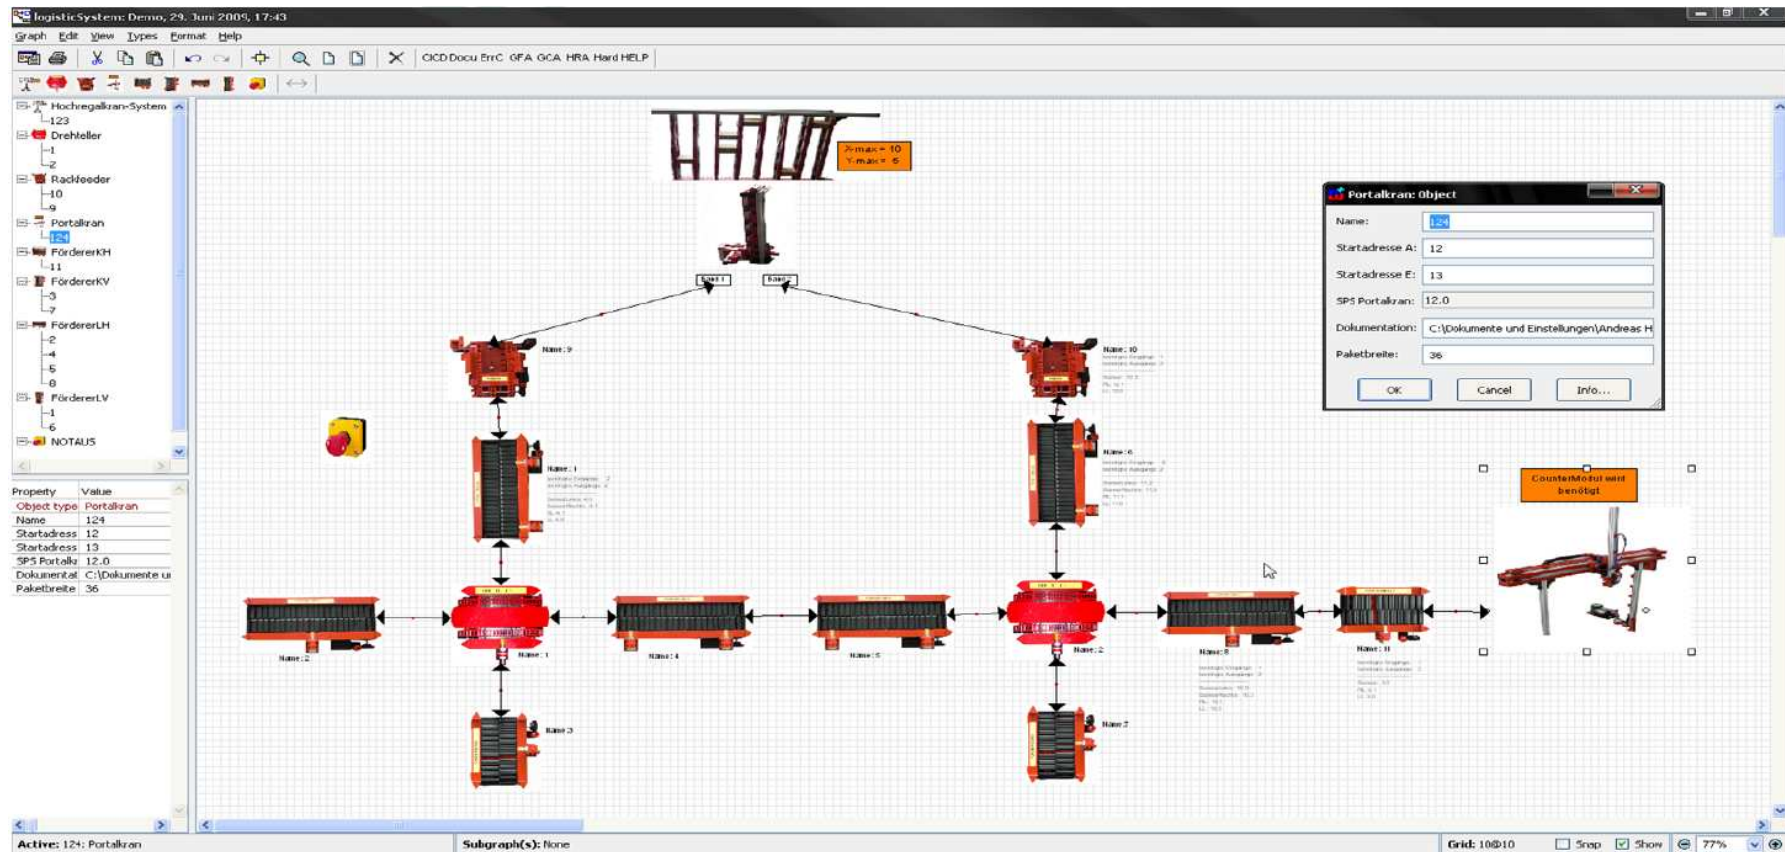 logisticSystem: Demo, 29. Juni 2009, 17:43
Graph Edit View Types Format Help
CICD Docu ErrC GFA GCA HRA Hard HELP
Hochregalkran-System
123
Drehteller
1
2
Rackfeeder
10
9
Portalkran
124
FördererKH
11
FördererKV
3
7
FördererLH
2
4
5
8
FördererLV
1
6
NOTAUS
Property Value
Object type Portalkran
Name 124
Startadress 12
Startadress 13
SPS Portalk 12.0
Dokumentat C:\Dokumente u
Paketbreite 36
X-max = 10
Y-max = 6
Band 1
Band 2
Name: 9
Name: 10
Name: 1
Name: 6
Name: 2
Name: 1
Name: 4
Name: 5
Name: 2
Name: 8
Name: 11
Name: 3
Name: 7
CounterModul wird
benötigt
Portalkran: Object
Name: 124
Startadresse A: 12
Startadresse E: 13
SPS Portalkran: 12.0
Dokumentation: C:\Dokumente und Einstellungen\Andreas H
Paketbreite: 36
OK Cancel Info...
Active: 124: Portalkran
Subgraph(s): None
Grid: 10@10
Snap
Show
77%